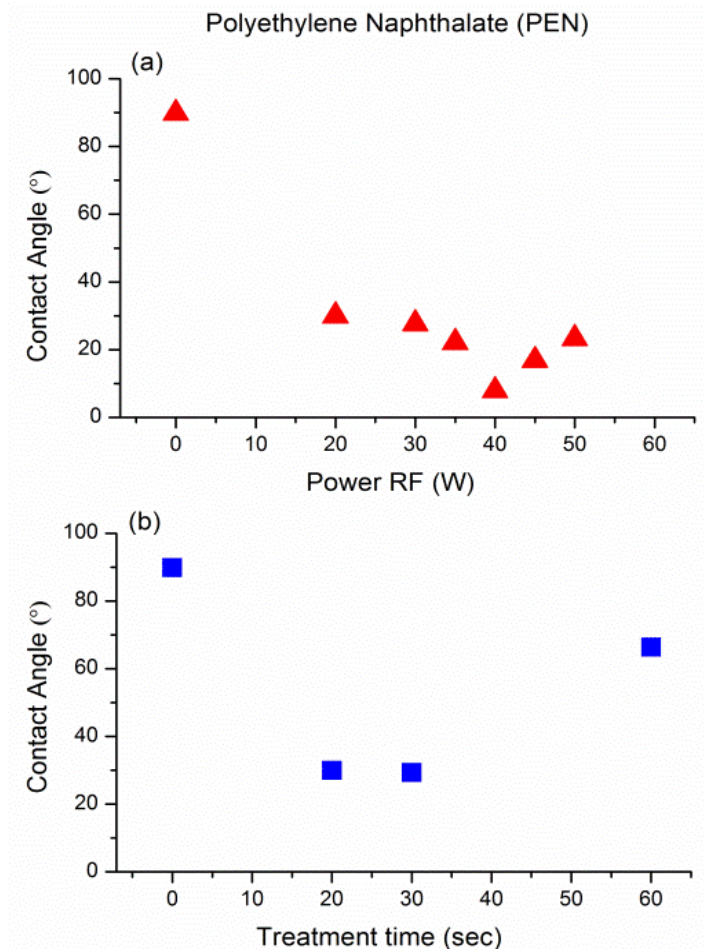 Polyethylene Naphthalate (PEN)
(a)
100
80
60
40
20
0
Contact Angle (°)
0 10 20 30 40 50 60
Power RF (W)
(b)
100
80
60
40
20
0
Contact Angle (°)
0 10 20 30 40 50 60
Treatment time (sec)